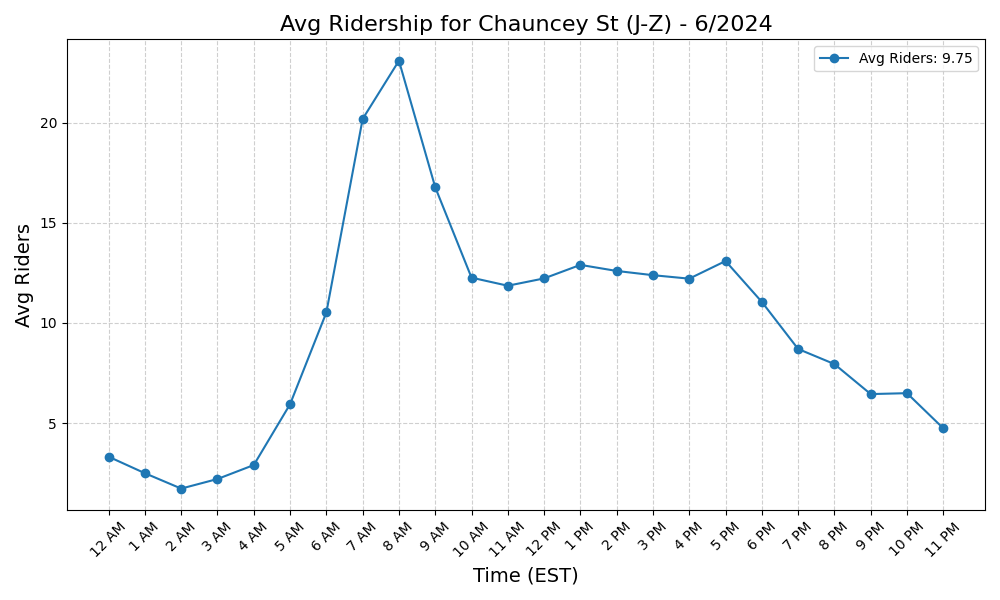 Avg Ridership for Chauncey St (J-Z) - 6/2024
Avg Riders: 9.75
Avg Riders
20
15
10
5
12 AM
1 AM
2 AM
3 AM
4 AM
5 AM
6 AM
7 AM
8 AM
9 AM
10 AM
11 AM
12 PM
1 PM
2 PM
3 PM
4 PM
5 PM
6 PM
7 PM
8 PM
9 PM
10 PM
11 PM
Time (EST)